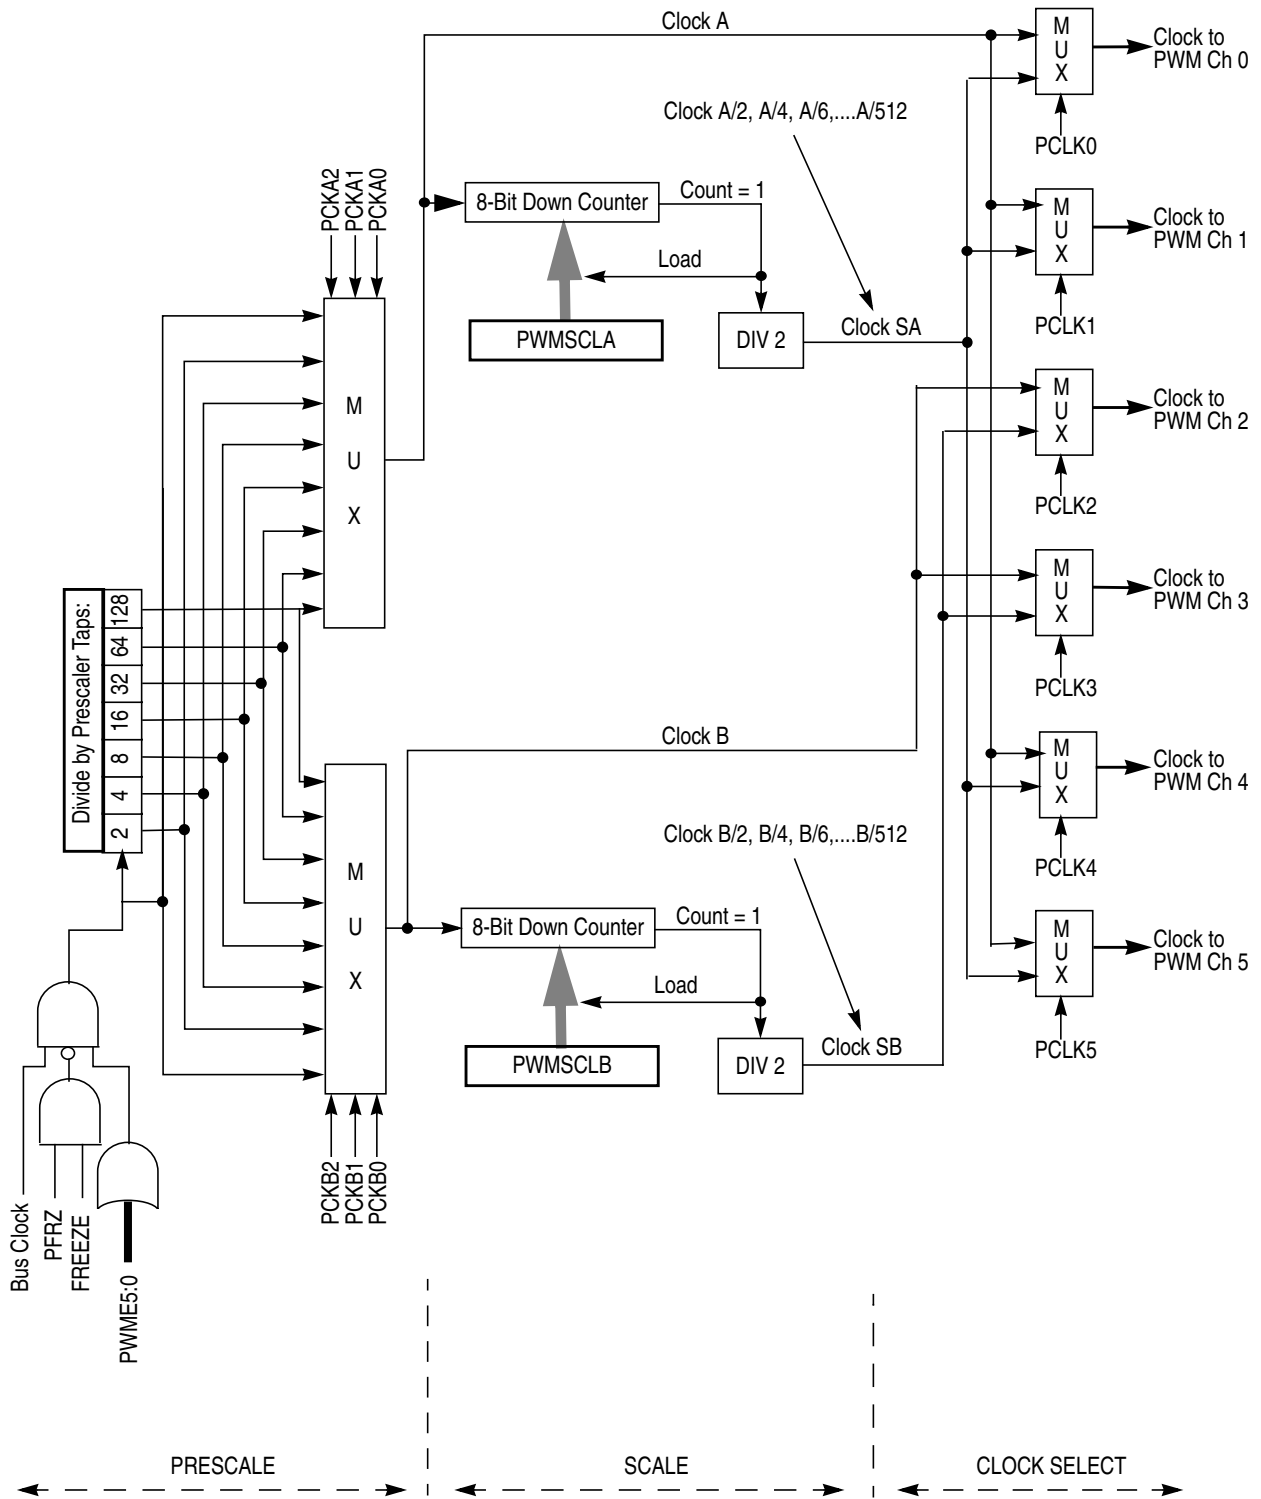 Clock A
M
U
X
Clock to
PWM Ch 0
PCLK0
Clock A/2, A/4, A/6,....A/512
PCKA2
PCKA1
PCKA0
8-Bit Down Counter
Count = 1
Load
PWMSCLA
DIV 2
Clock SA
M
U
X
Clock to
PWM Ch 1
PCLK1
M
U
X
M
U
X
Clock to
PWM Ch 2
PCLK2
M
U
X
Clock to
PWM Ch 3
PCLK3
Divide by Prescaler Taps:
128
64
32
16
8
4
2
Clock B
M
U
X
Clock to
PWM Ch 4
PCLK4
Clock B/2, B/4, B/6,....B/512
M
U
X
8-Bit Down Counter
Count = 1
Load
PWMSCLB
DIV 2
Clock SB
M
U
X
Clock to
PWM Ch 5
PCLK5
PCKB2
PCKB1
PCKB0
Bus Clock
PFRZ
FREEZE
PWME5:0
PRESCALE
SCALE
CLOCK SELECT